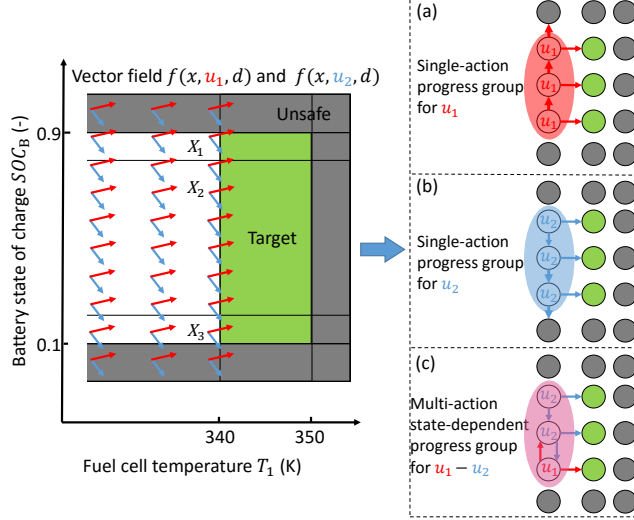 Vector field f(x, u₁, d) and f(x, u₂, d)
Unsafe
0.9
X₁
X₂
Target
X₃
0.1
340
350
Fuel cell temperature T₁ (K)
Battery state of charge SOC_B (-)
(a)
Single-action
progress group
for u₁
u₁
u₁
u₁
(b)
Single-action
progress group
for u₂
u₂
u₂
u₂
(c)
Multi-action
state-dependent
progress group
for u₁ − u₂
u₂
u₂
u₁